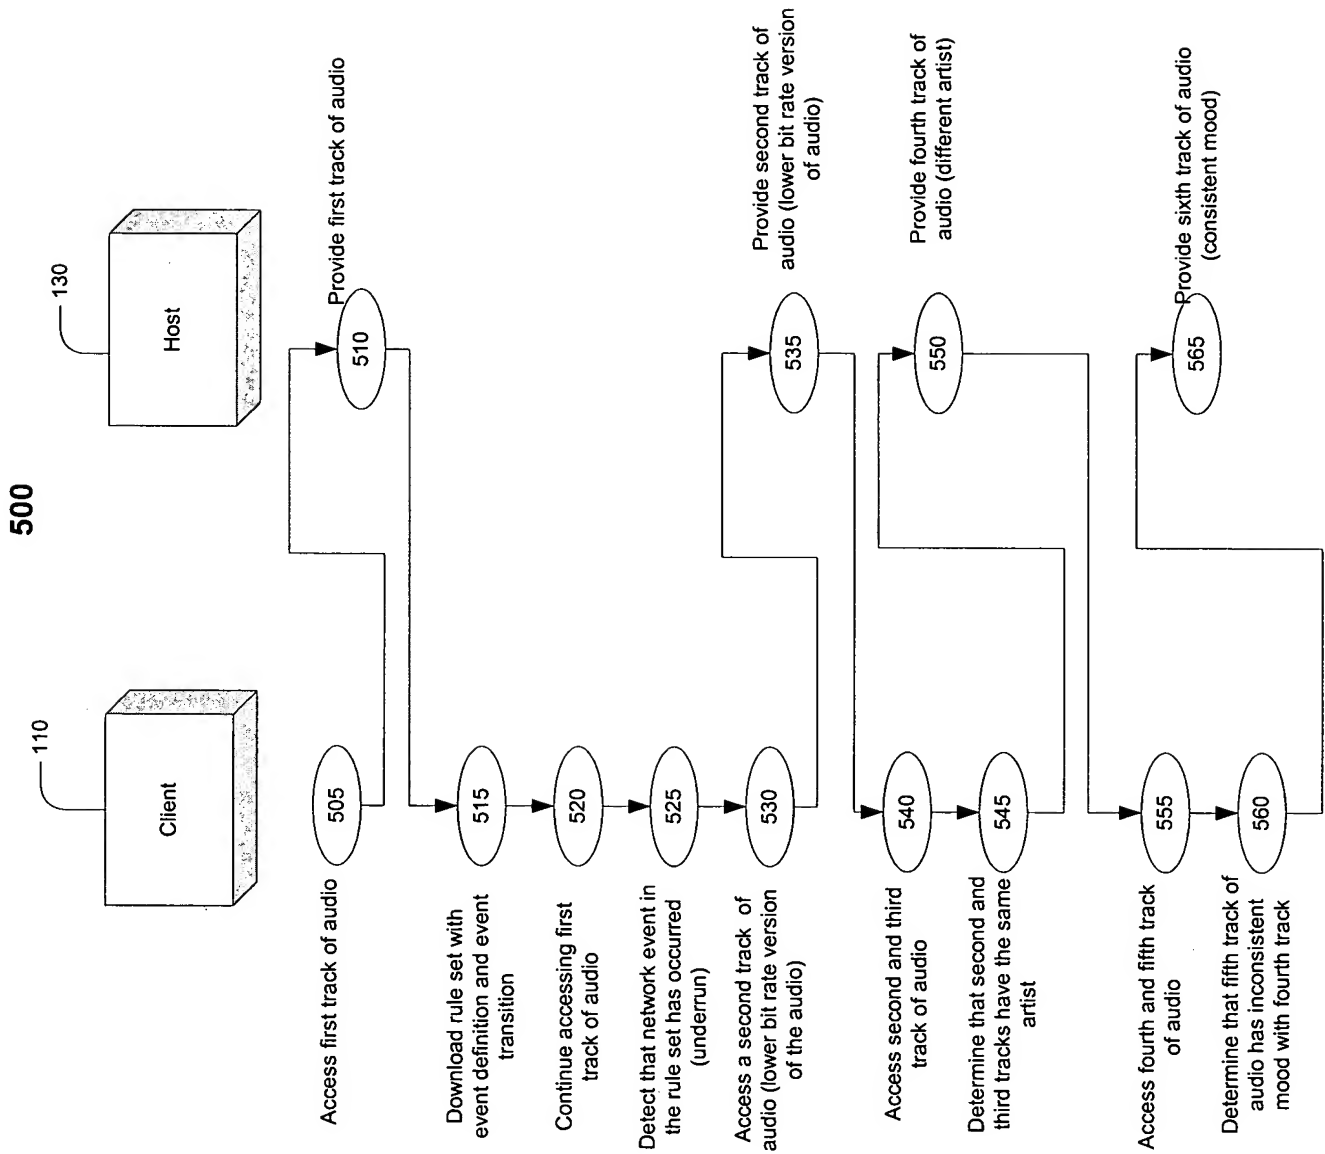 500
110
Client
130
Host
Access first track of audio
505
510
Provide first track of audio
Download rule set with
event definition and event
transition
515
Continue accessing first
track of audio
520
Detect that network event in
the rule set has occurred
(underrun)
525
Access a second track of
audio (lower bit rate version
of the audio)
530
535
Provide second track of
audio (lower bit rate version
of audio)
Access second and third
track of audio
540
Determine that second and
third tracks have the same
artist
545
550
Provide fourth track of
audio (different artist)
Access fourth and fifth track
of audio
555
Determine that fifth track of
audio has inconsistent
mood with fourth track
560
565
Provide sixth track of audio
(consistent mood)